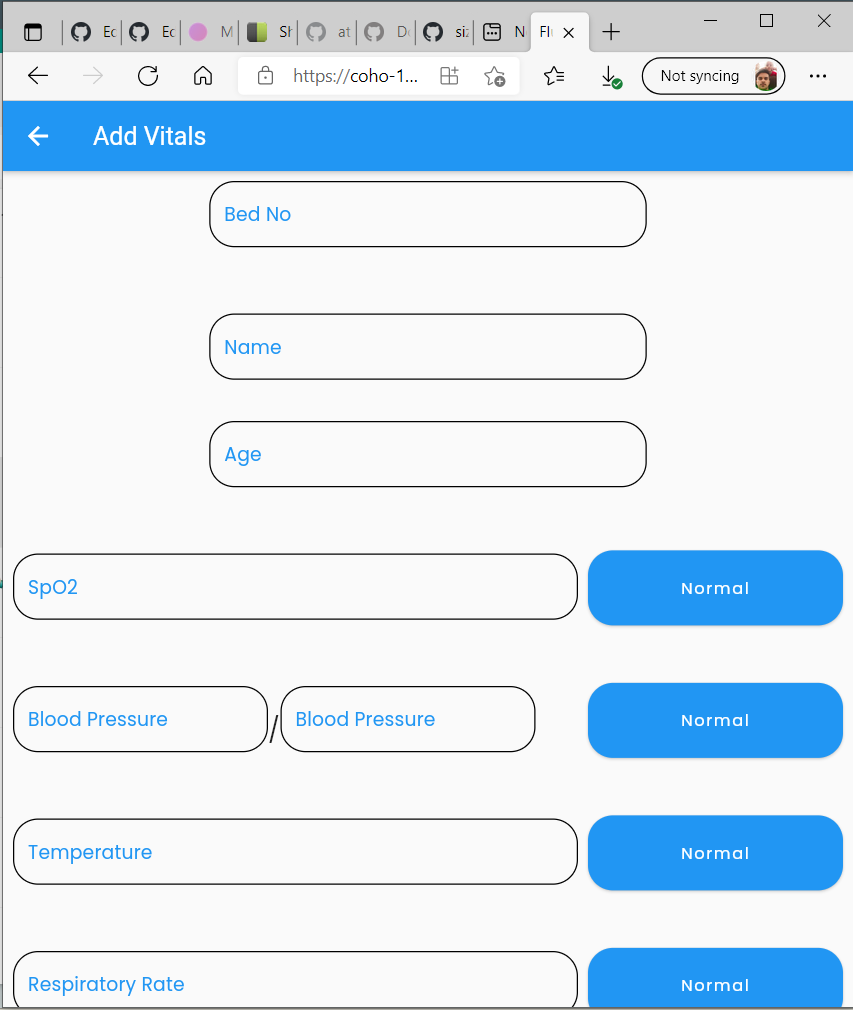 Ec Ec M Sh at D siz N Flu
https://coho-1... Not syncing
Add Vitals
Bed No
Name
Age
SpO2 Normal
Blood Pressure / Blood Pressure Normal
Temperature Normal
Respiratory Rate Normal